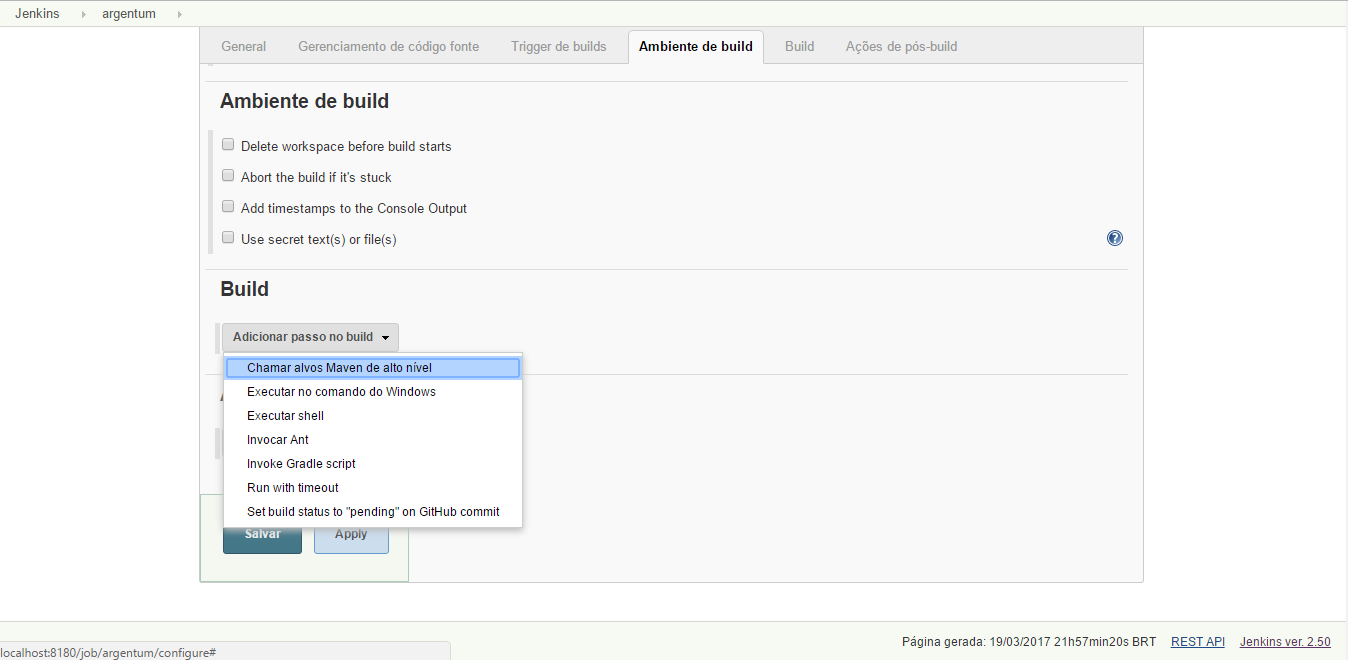 Jenkins argentum
General Gerenciamento de código fonte Trigger de builds Ambiente de build Build Ações de pós-build
Ambiente de build
Delete workspace before build starts
Abort the build if it's stuck
Add timestamps to the Console Output
Use secret text(s) or file(s)
Build
Adicionar passo no build
Chamar alvos Maven de alto nível
Executar no comando do Windows
Executar shell
Invocar Ant
Invoke Gradle script
Run with timeout
Set build status to "pending" on GitHub commit
Salvar Apply
Página gerada: 19/03/2017 21h57min20s BRT REST API Jenkins ver. 2.50
localhost:8180/job/argentum/configure#